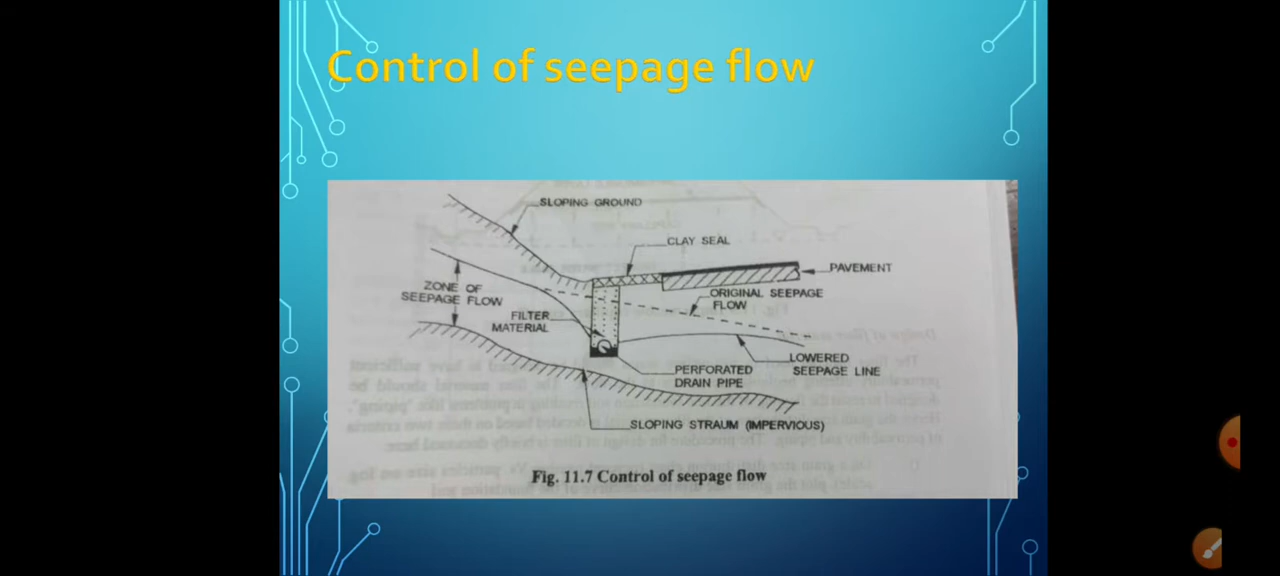 Control of seepage flow
SLOPING GROUND
CLAY SEAL
PAVEMENT
ZONE OF
SEEPAGE FLOW
ORIGINAL SEEPAGE
FLOW
FILTER
MATERIAL
LOWERED
SEEPAGE LINE
PERFORATED
DRAIN PIPE
SLOPING STRAUM (IMPERVIOUS)
Fig. 11.7 Control of seepage flow